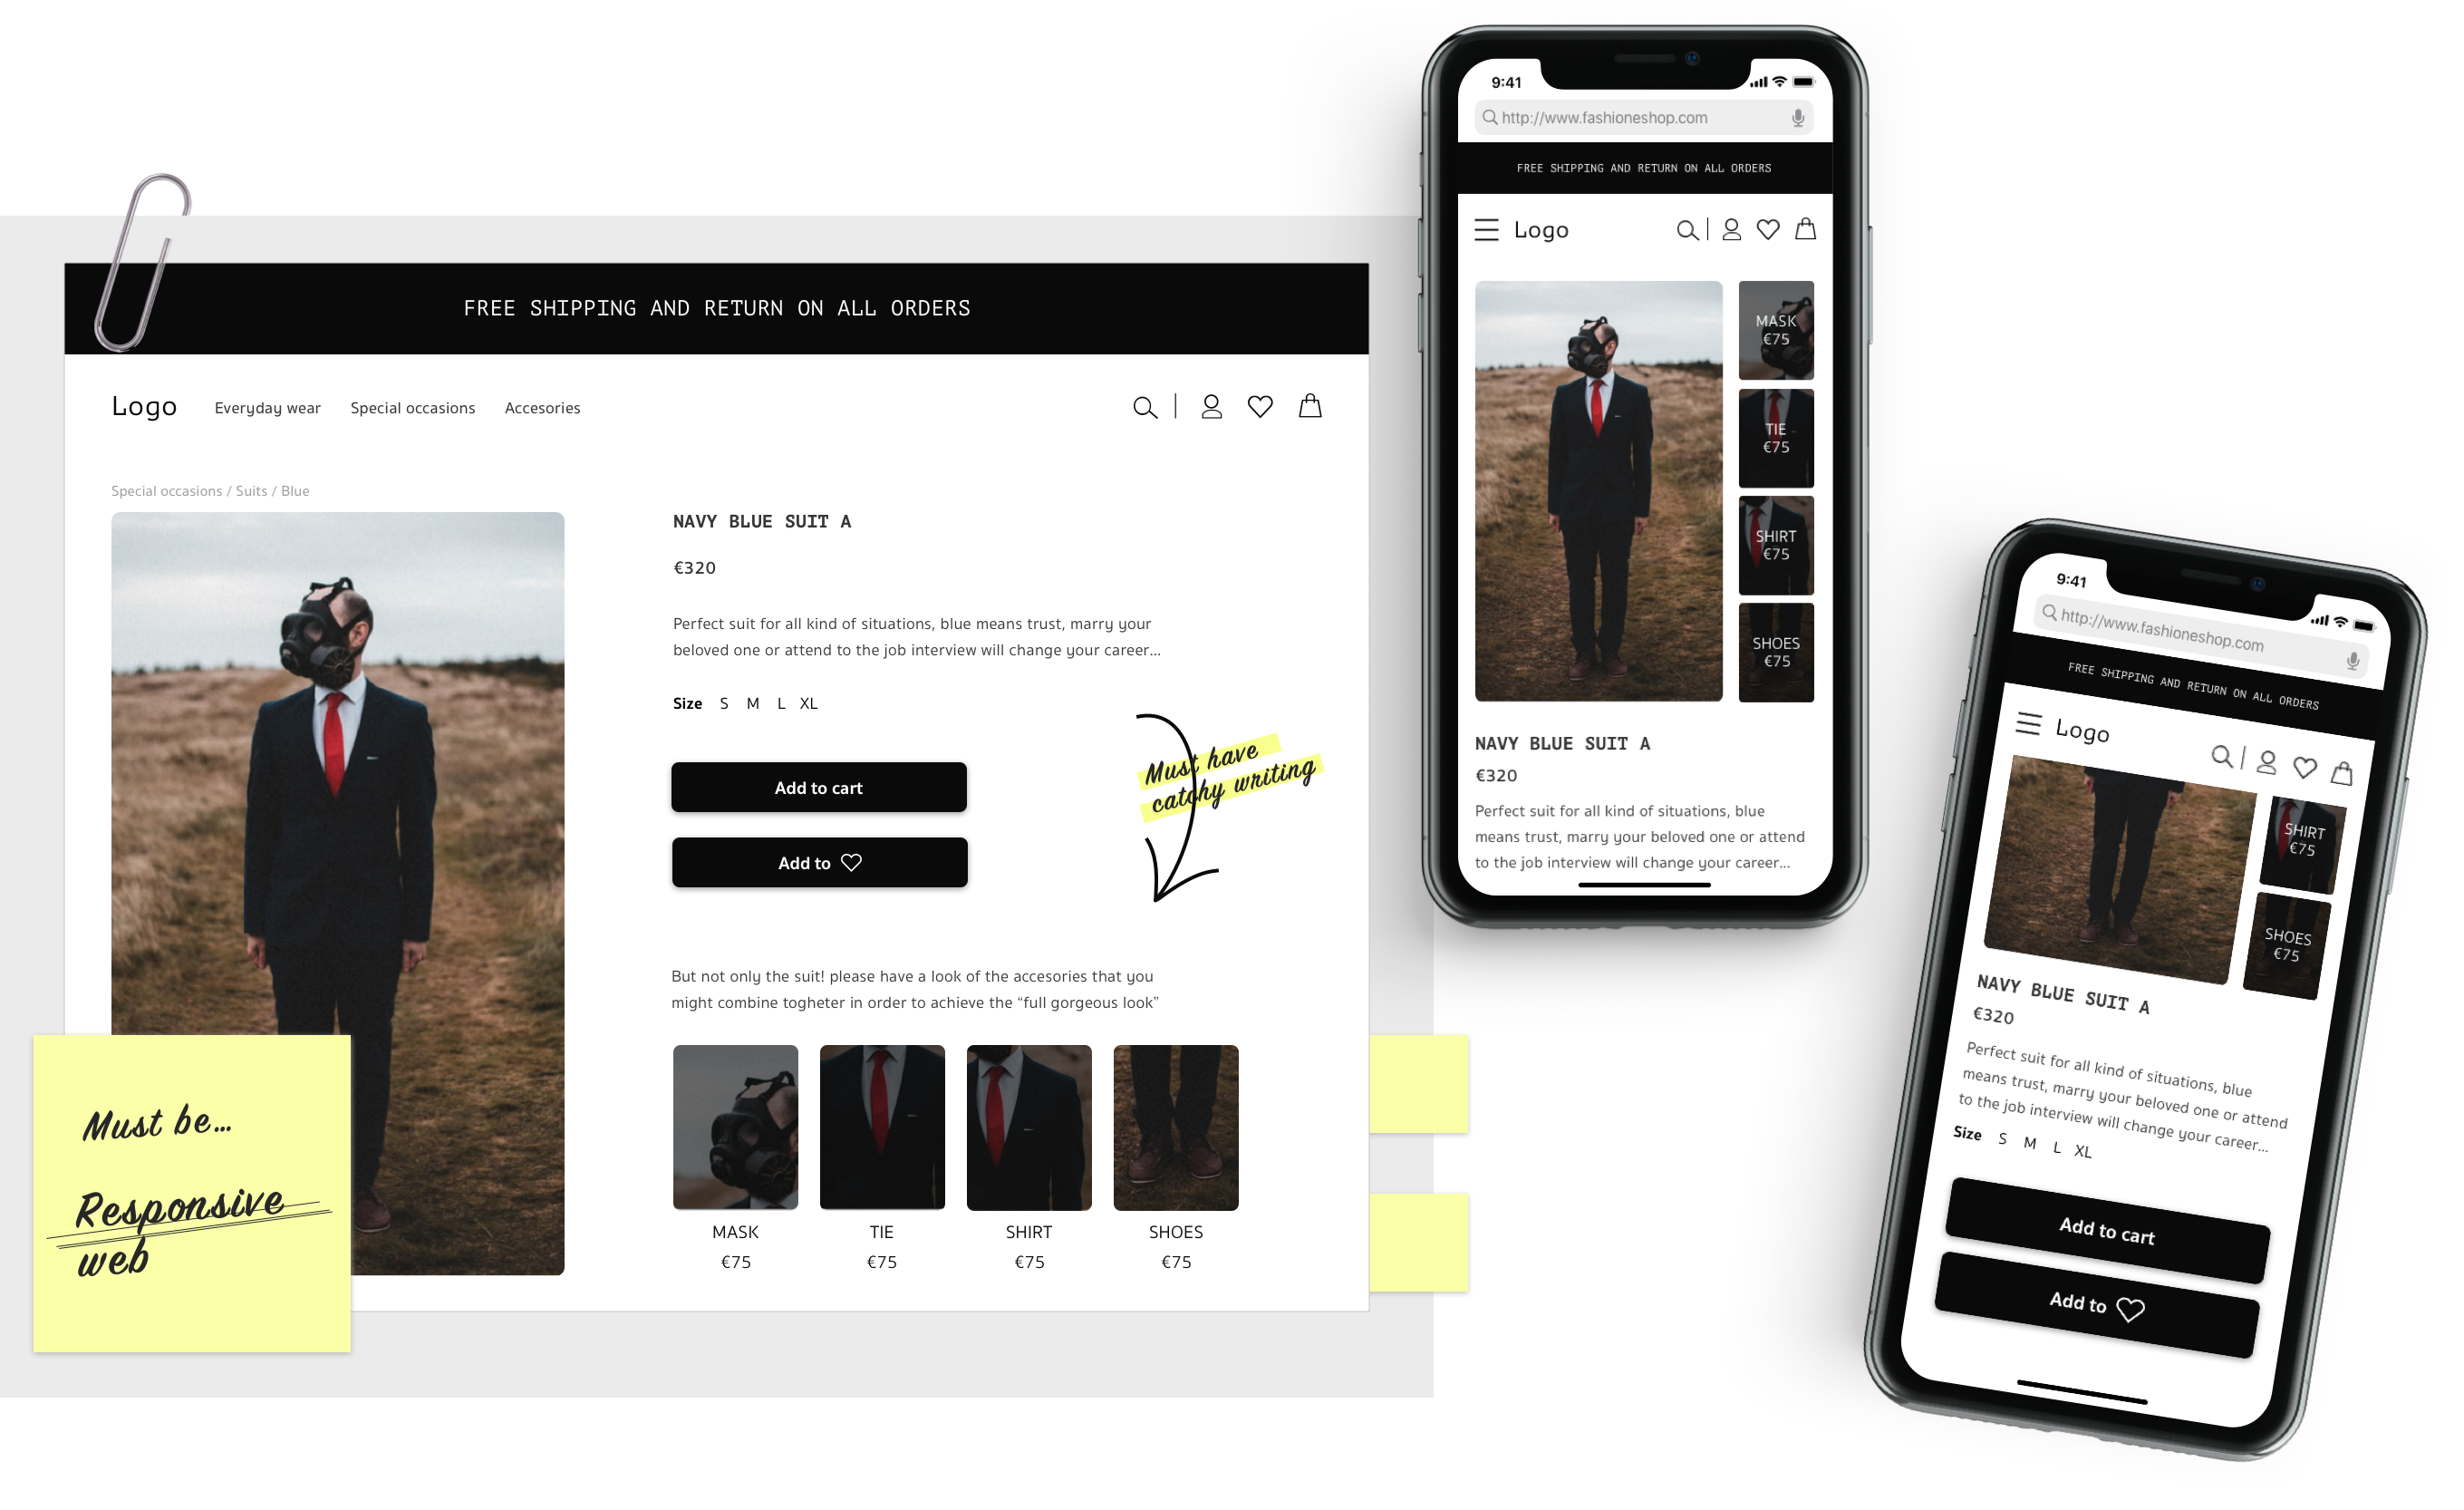 FREE SHIPPING AND RETURN ON ALL ORDERS
Logo Everyday wear Special occasions Accesories
Special occasions / Suits / Blue
NAVY BLUE SUIT A
€320
Perfect suit for all kind of situations, blue means trust, marry your
beloved one or attend to the job interview will change your career...
Size S M L XL
Add to cart
Add to
Must have
catchy writing
But not only the suit! please have a look of the accesories that you
might combine togheter in order to achieve the “full gorgeous look”
MASK TIE SHIRT SHOES
€75 €75 €75 €75
Must be...
Responsive
web
9:41
http://www.fashioneshop.com
FREE SHIPPING AND RETURN ON ALL ORDERS
Logo
MASK
€75
TIE
€75
SHIRT
€75
SHOES
€75
NAVY BLUE SUIT A
€320
Perfect suit for all kind of situations, blue
means trust, marry your beloved one or attend
to the job interview will change your career...
9:41
http://www.fashioneshop.com
FREE SHIPPING AND RETURN ON ALL ORDERS
Logo
SHIRT
€75
SHOES
€75
NAVY BLUE SUIT A
€320
Perfect suit for all kind of situations, blue
means trust, marry your beloved one or attend
to the job interview will change your career...
Size S M L XL
Add to cart
Add to